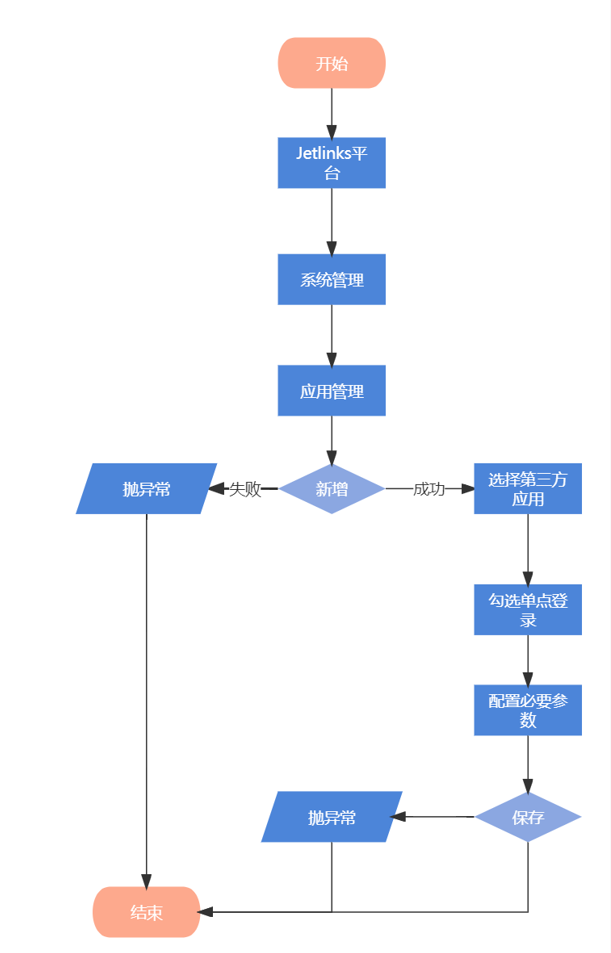 开始
Jetlinks平
台
系统管理
应用管理
抛异常
失败
新增
成功
选择第三方
应用
勾选单点登
录
配置必要参
数
抛异常
保存
结束